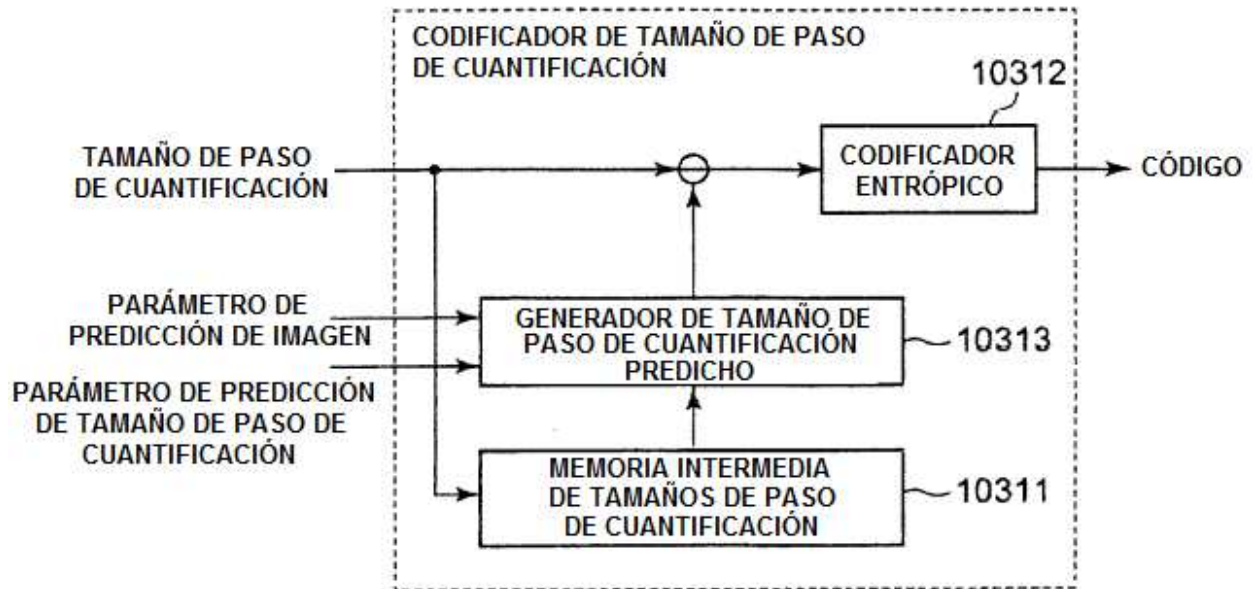 CODIFICADOR DE TAMAÑO DE PASO
DE CUANTIFICACIÓN
10312
TAMAÑO DE PASO
DE CUANTIFICACIÓN
CODIFICADOR
ENTRÓPICO
CÓDIGO
PARÁMETRO DE
PREDICCIÓN DE IMAGEN
GENERADOR DE TAMAÑO DE
PASO DE CUANTIFICACIÓN
PREDICHO
10313
PARÁMETRO DE PREDICCIÓN
DE TAMAÑO DE PASO DE
CUANTIFICACIÓN
MEMORIA INTERMEDIA
DE TAMAÑOS DE PASO
DE CUANTIFICACIÓN
10311